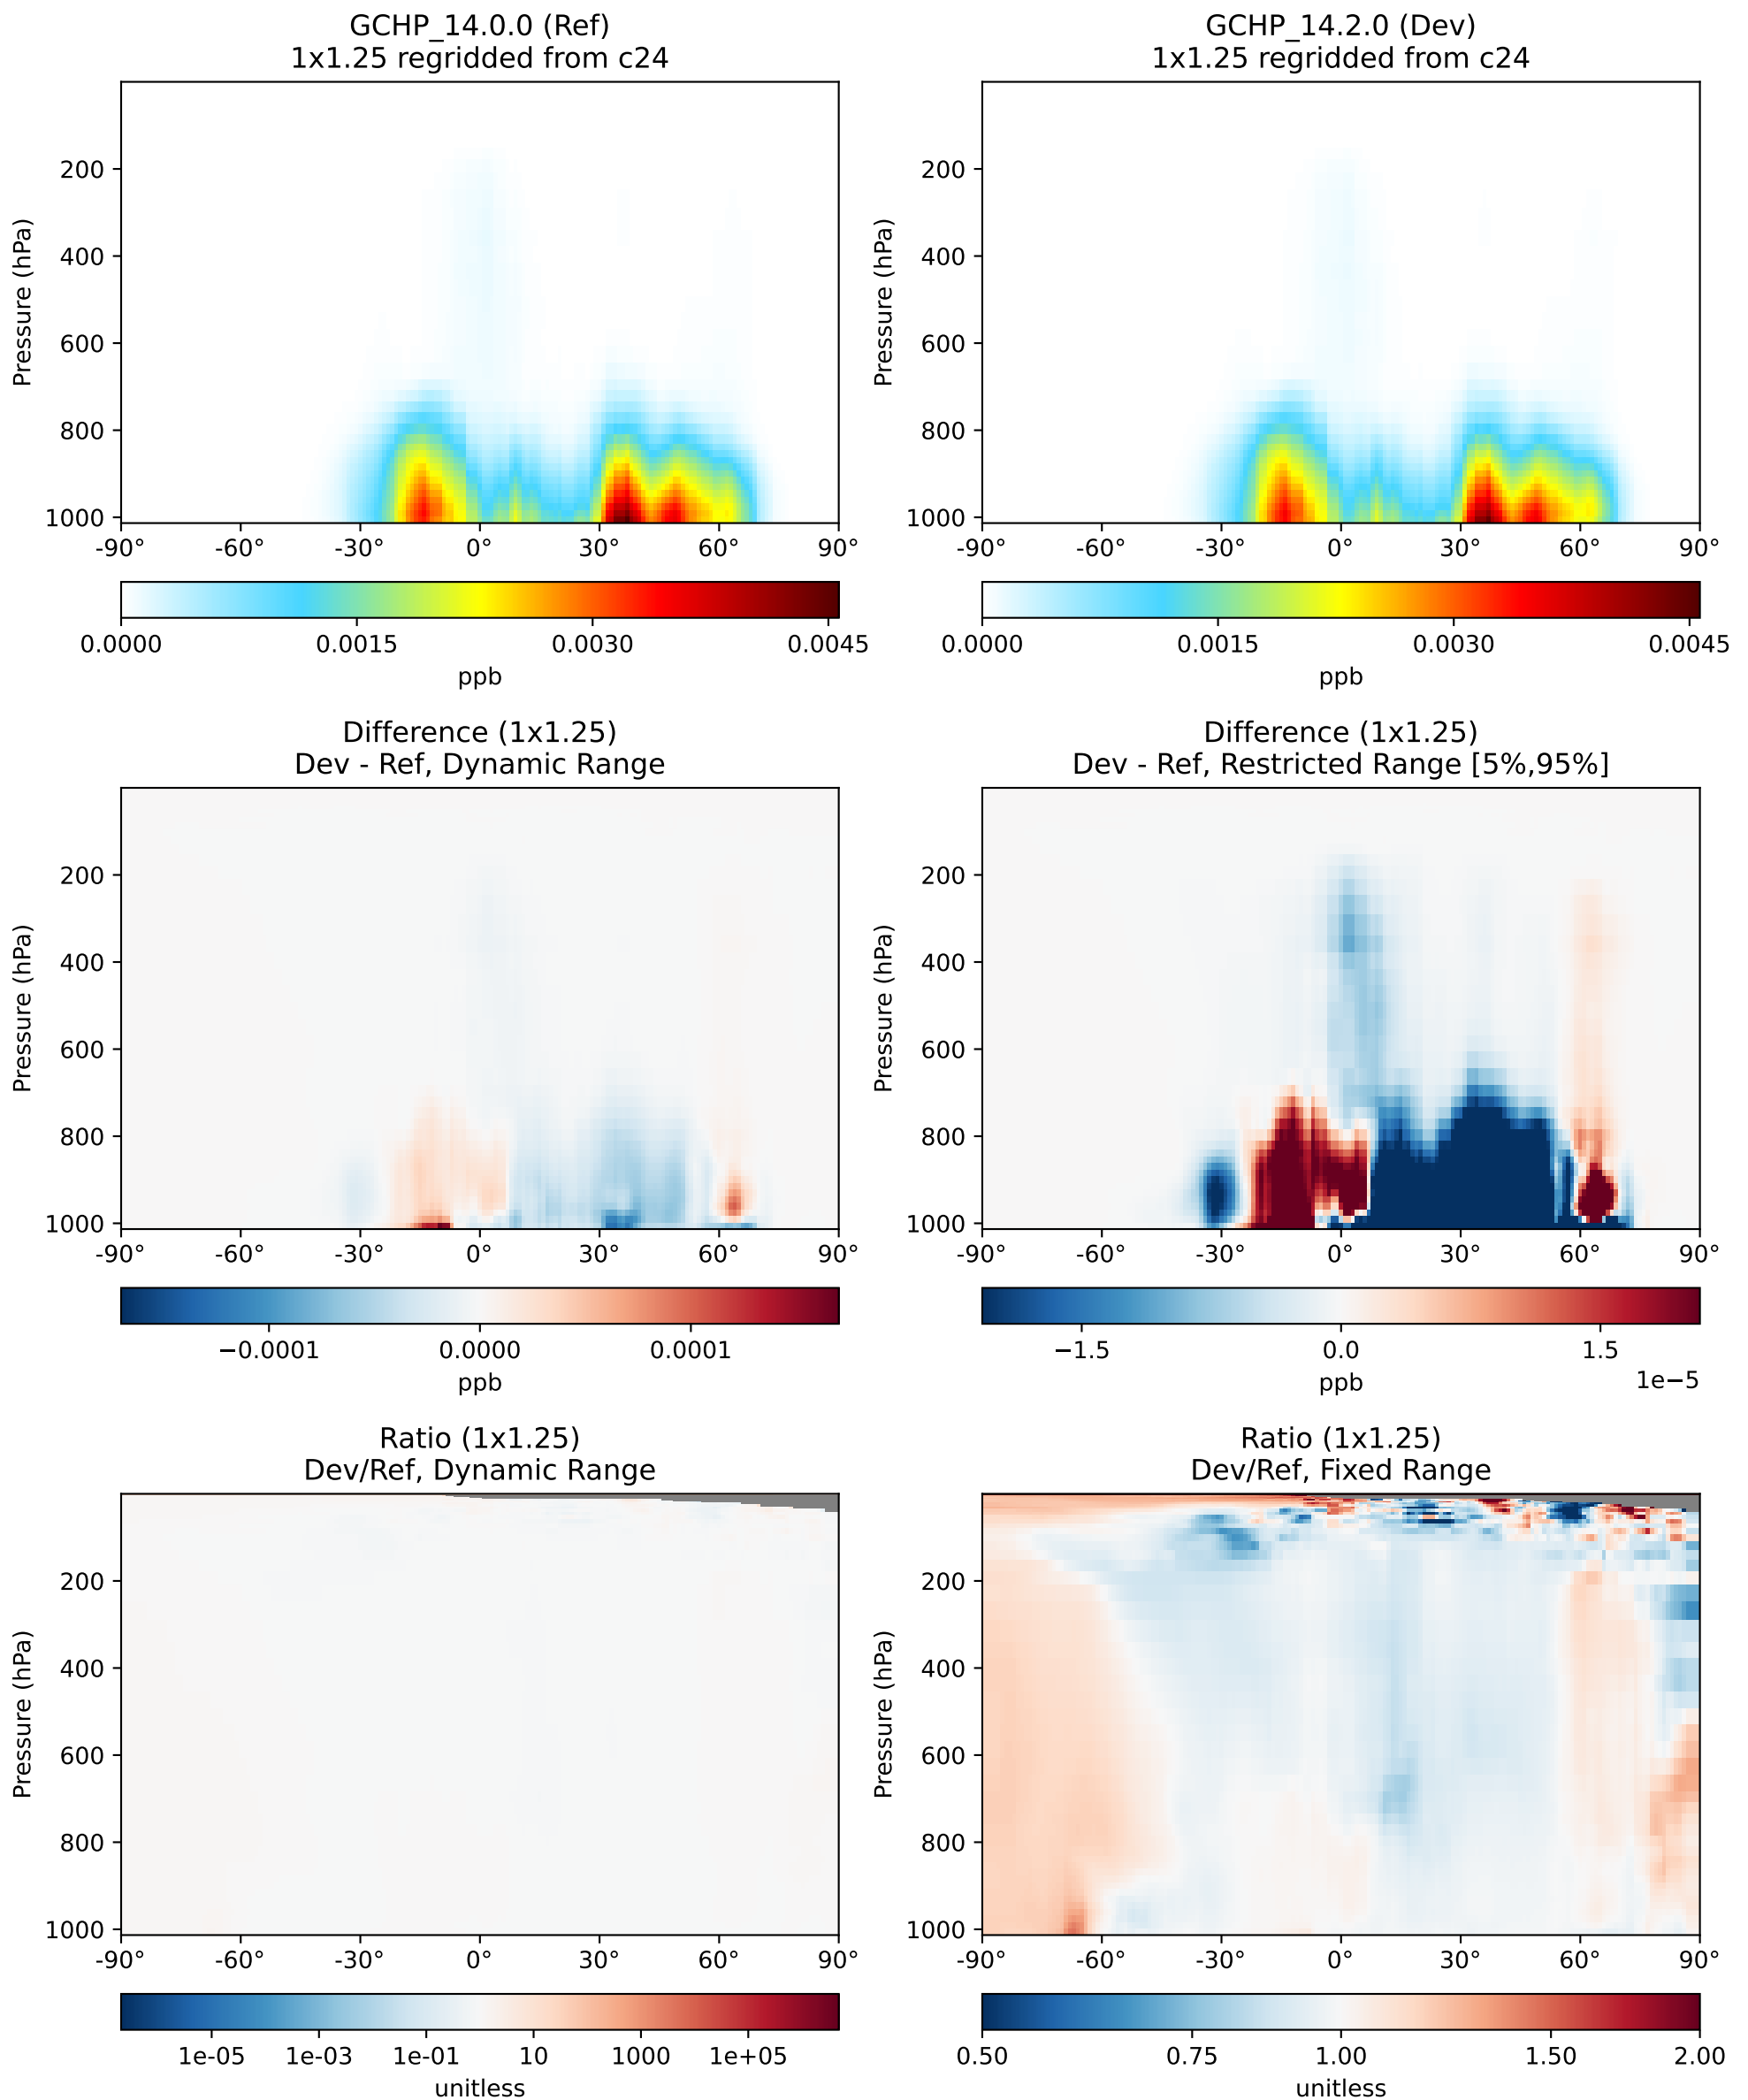 GCHP_14.0.0 (Ref)
1x1.25 regridded from c24
GCHP_14.2.0 (Dev)
1x1.25 regridded from c24
Pressure (hPa)
200
400
600
800
1000
-90° -60° -30° 0° 30° 60° 90°
0.0000 0.0015 0.0030 0.0045
ppb
Pressure (hPa)
200
400
600
800
1000
-90° -60° -30° 0° 30° 60° 90°
0.0000 0.0015 0.0030 0.0045
ppb
Difference (1x1.25)
Dev - Ref, Dynamic Range
Difference (1x1.25)
Dev - Ref, Restricted Range [5%,95%]
Pressure (hPa)
200
400
600
800
1000
-90° -60° -30° 0° 30° 60° 90°
−0.0001 0.0000 0.0001
ppb
Pressure (hPa)
200
400
600
800
1000
-90° -60° -30° 0° 30° 60° 90°
−1.5 0.0 1.5
ppb
1e−5
Ratio (1x1.25)
Dev/Ref, Dynamic Range
Ratio (1x1.25)
Dev/Ref, Fixed Range
Pressure (hPa)
200
400
600
800
1000
-90° -60° -30° 0° 30° 60° 90°
1e-05 1e-03 1e-01 10 1000 1e+05
unitless
Pressure (hPa)
200
400
600
800
1000
-90° -60° -30° 0° 30° 60° 90°
0.50 0.75 1.00 1.50 2.00
unitless